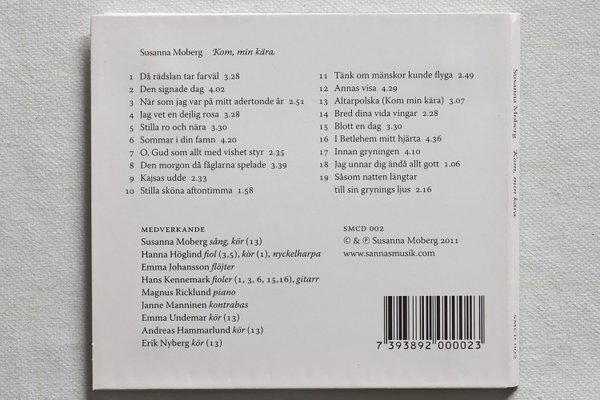 Susanna Moberg Kom, min kära.
1 Då rädslan tar farväl 3.28
2 Den signade dag 4.02
3 När som jag var på mitt adertonde år 2.51
4 Jag vet en dejlig rosa 3.28
5 Stilla ro och nära 3.30
6 Sommar i din famn 4.20
7 O, Gud som allt med vishet styr 2.35
8 Den morgon då fåglarna spelade 3.39
9 Kajsas udde 2.33
10 Stilla sköna aftontimma 1.58
11 Tänk om mänskor kunde flyga 2.49
12 Annas visa 4.29
13 Altarpolska (Kom min kära) 3.07
14 Bred dina vida vingar 2.28
15 Blott en dag 3.30
16 I Betlehem mitt hjärta 4.36
17 Innan gryningen 4.10
18 Jag unnar dig ändå allt gott 1.06
19 Såsom natten längtar
till sin grynings ljus 2.16
MEDVERKANDE
Susanna Moberg sång, kör (13)
Hanna Höglind fiol (3,5), kör (1), nyckelharpa
Emma Johansson flöjter
Hans Kennemark fioler (1, 3, 6, 15,16), gitarr
Magnus Ricklund piano
Janne Manninen kontrabas
Emma Undemar kör (13)
Andreas Hammarlund kör (13)
Erik Nyberg kör (13)
SMCD 002
© & ℗ Susanna Moberg 2011
www.sannasmusik.com
7 393892 000023
Susanna Moberg Kom, min kära.
SMCD 002